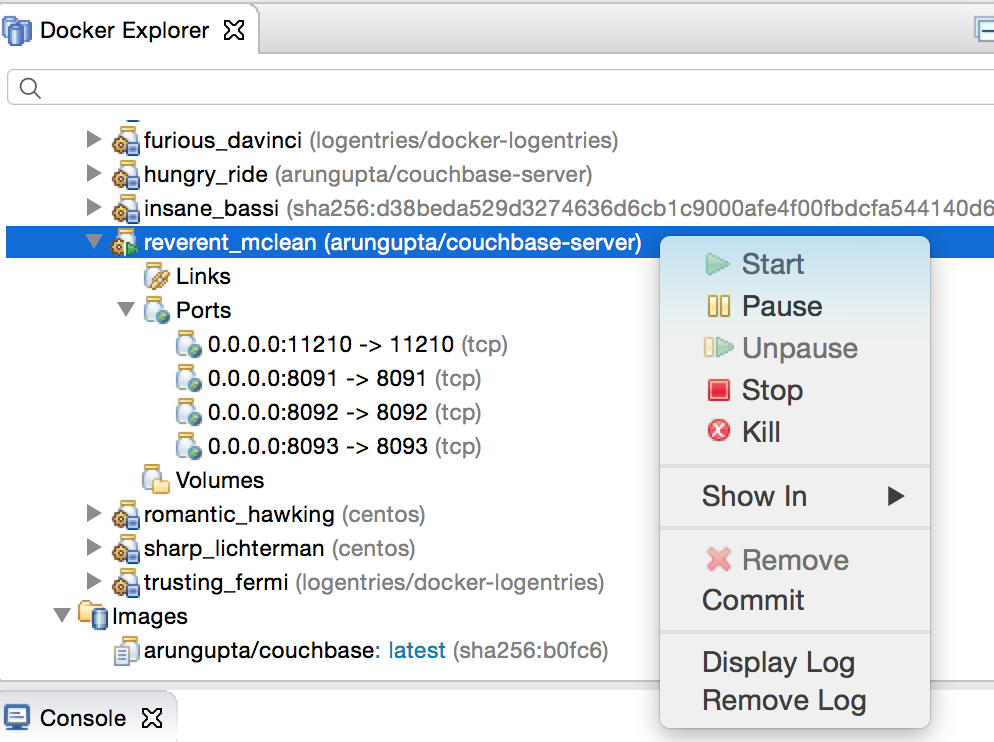 Docker Explorer
furious_davinci (logentries/docker-logentries)
hungry_ride (arungupta/couchbase-server)
insane_bassi (sha256:d38beda529d3274636d6cb1c9000afe4f00fbdcfa544140d6
reverent_mclean (arungupta/couchbase-server)
Links
Ports
0.0.0.0:11210 -> 11210 (tcp)
0.0.0.0:8091 -> 8091 (tcp)
0.0.0.0:8092 -> 8092 (tcp)
0.0.0.0:8093 -> 8093 (tcp)
Volumes
romantic_hawking (centos)
sharp_lichterman (centos)
trusting_fermi (logentries/docker-logentries)
Images
arungupta/couchbase: latest (sha256:b0fc6)
Start
Pause
Unpause
Stop
Kill
Show In
Remove
Commit
Display Log
Remove Log
Console